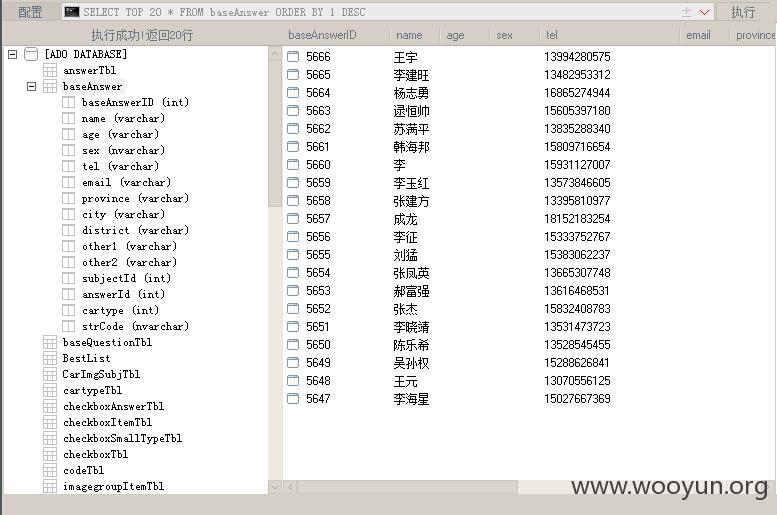 配置 SELECT TOP 20 * FROM baseAnswer ORDER BY 1 DESC 执行
执行成功!返回20行
[ADO DATABASE]
answerTbl
baseAnswer
baseAnswerID (int)
name (varchar)
age (varchar)
sex (nvarchar)
tel (varchar)
email (varchar)
province (varchar)
city (varchar)
district (varchar)
other1 (varchar)
other2 (varchar)
subjectId (int)
answerId (int)
cartype (int)
strCode (nvarchar)
baseQuestionTbl
BestList
CarImgSubjTbl
cartypeTbl
checkboxAnswerTbl
checkboxItemTbl
checkboxSmallTypeTbl
checkboxTbl
codeTbl
imagegroupItemTbl
baseAnswerID name age sex tel email province
5666 王宇 13994280575
5665 李建旺 13482953312
5664 杨志勇 16865274944
5663 逯恒帅 15605397180
5662 苏满平 13835288340
5661 韩海邦 15809716654
5660 李 15931127007
5659 李玉红 13573846605
5658 张建方 13395810977
5657 成龙 18152183254
5656 李征 15333752767
5655 刘猛 15383062237
5654 张凤英 13665307748
5653 郝富强 13616468531
5652 张杰 15832408783
5651 李晓靖 13531473723
5650 陈乐希 13528545455
5649 吴孙权 15288626841
5648 王元 13070556125
5647 李海星 15027667369
www.wooyun.org